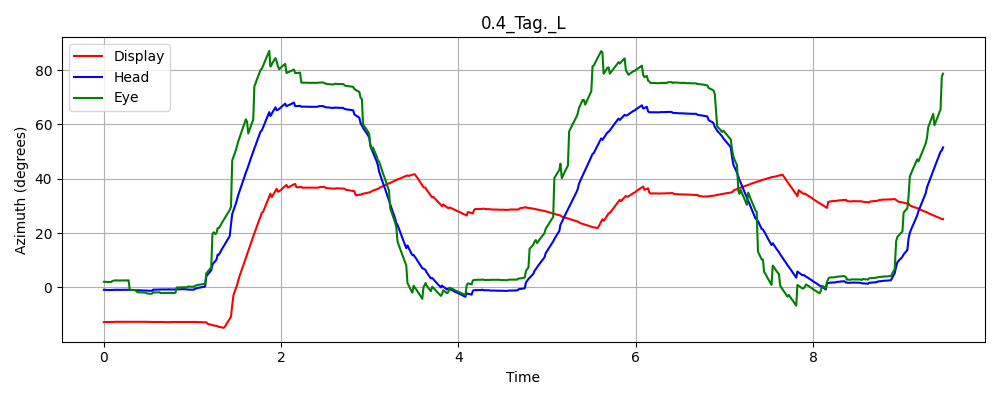 0.4_Tag._L
Display
Head
Eye
Azimuth (degrees)
80
60
40
20
0
0 2 4 6 8
Time